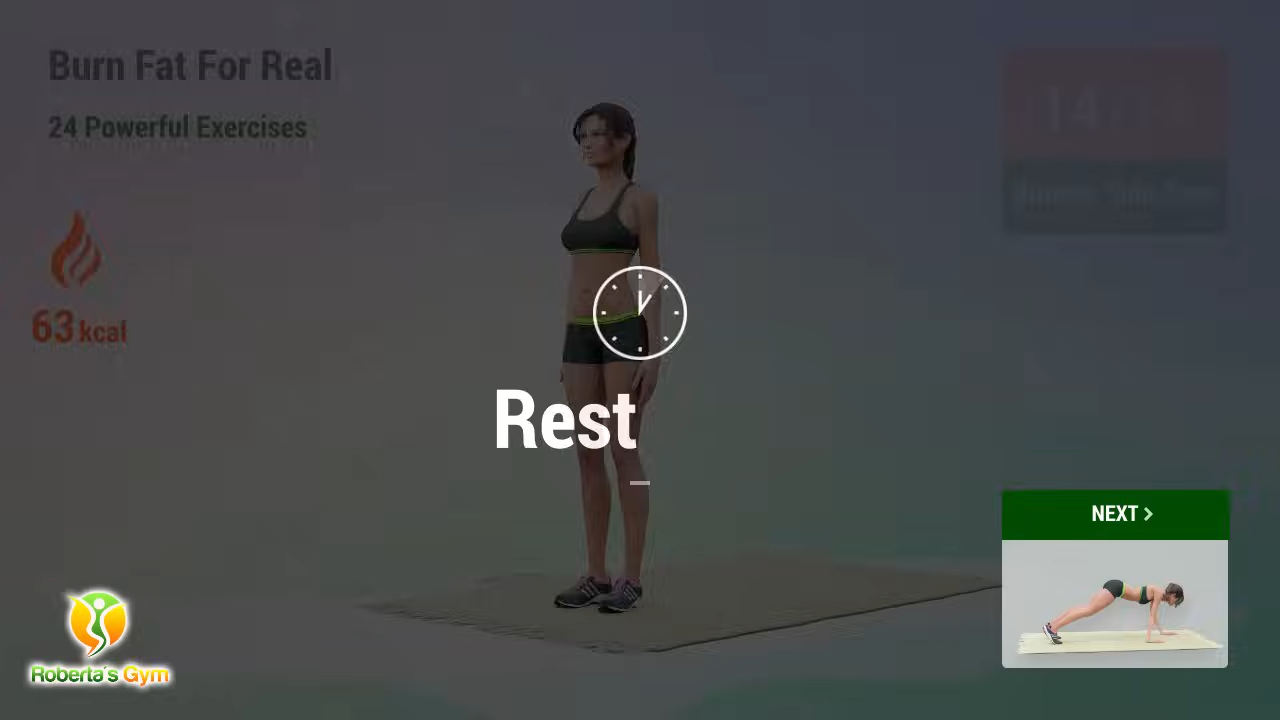 Burn Fat For Real
24 Powerful Exercises
63 kcal
Rest
NEXT >
Roberta's Gym